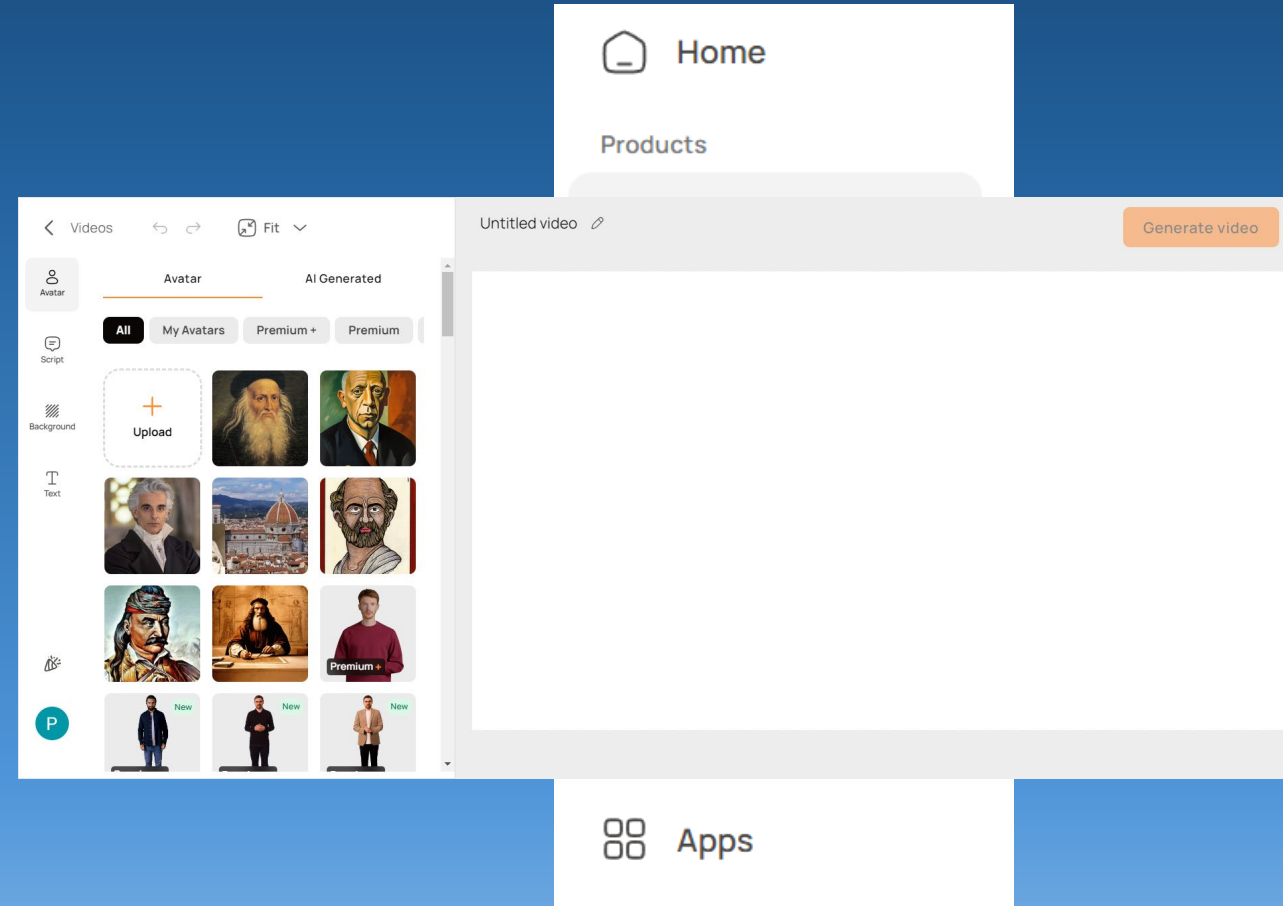 Home
Products
Videos
Fit
Untitled video
Generate video
Avatar
Script
Background
Text
P
Avatar
AI Generated
All
My Avatars
Premium +
Premium
Upload
Premium +
New
New
New
Apps